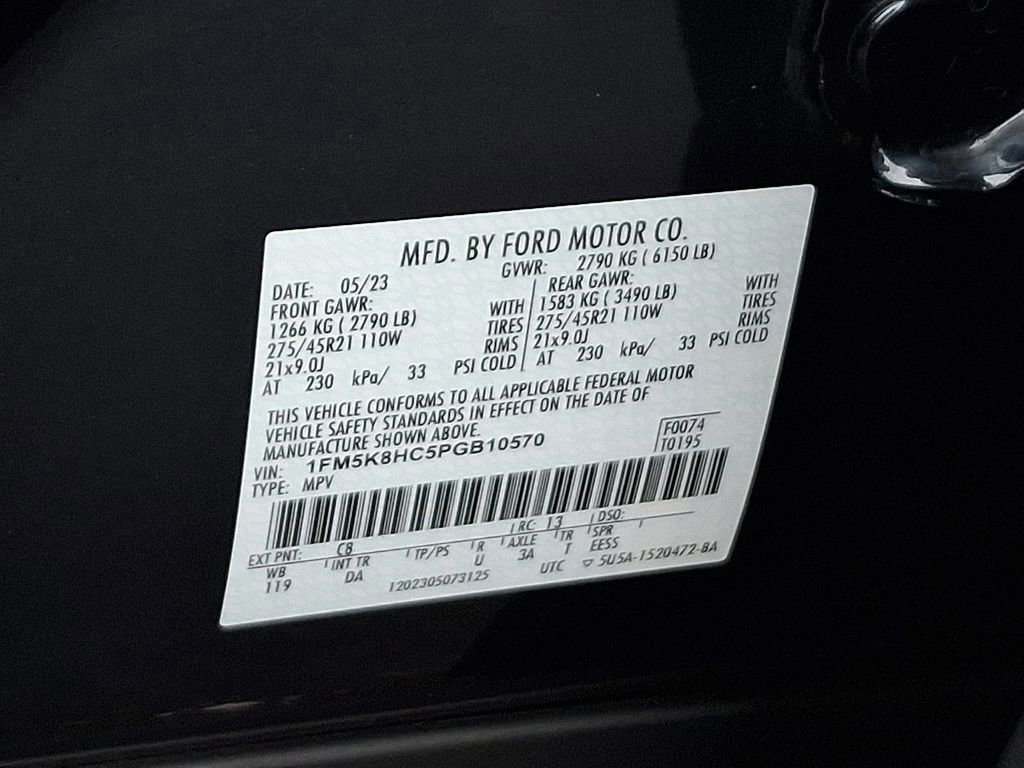 MFD. BY FORD MOTOR CO.
DATE: 05/23 GVWR: 2790 KG ( 6150 LB)
FRONT GAWR: REAR GAWR:
1266 KG ( 2790 LB) WITH 1583 KG ( 3490 LB) WITH
275/45R21 110W TIRES 275/45R21 110W TIRES
21x9.0J RIMS 21x9.0J RIMS
AT 230 kPa/ 33 PSI COLD AT 230 kPa/ 33 PSI COLD
THIS VEHICLE CONFORMS TO ALL APPLICABLE FEDERAL MOTOR
VEHICLE SAFETY STANDARDS IN EFFECT ON THE DATE OF
MANUFACTURE SHOWN ABOVE.
VIN: 1FM5K8HC5PGB10570 F0074
TYPE: MPV T0195
EXT PNT: C8 RC: 13 DSO:
WB INT TR TP/PS R AXLE TR SPR
119 DA U 3A T EESS
1202305073125 UTC ▽ 5U5A-1520472-BA